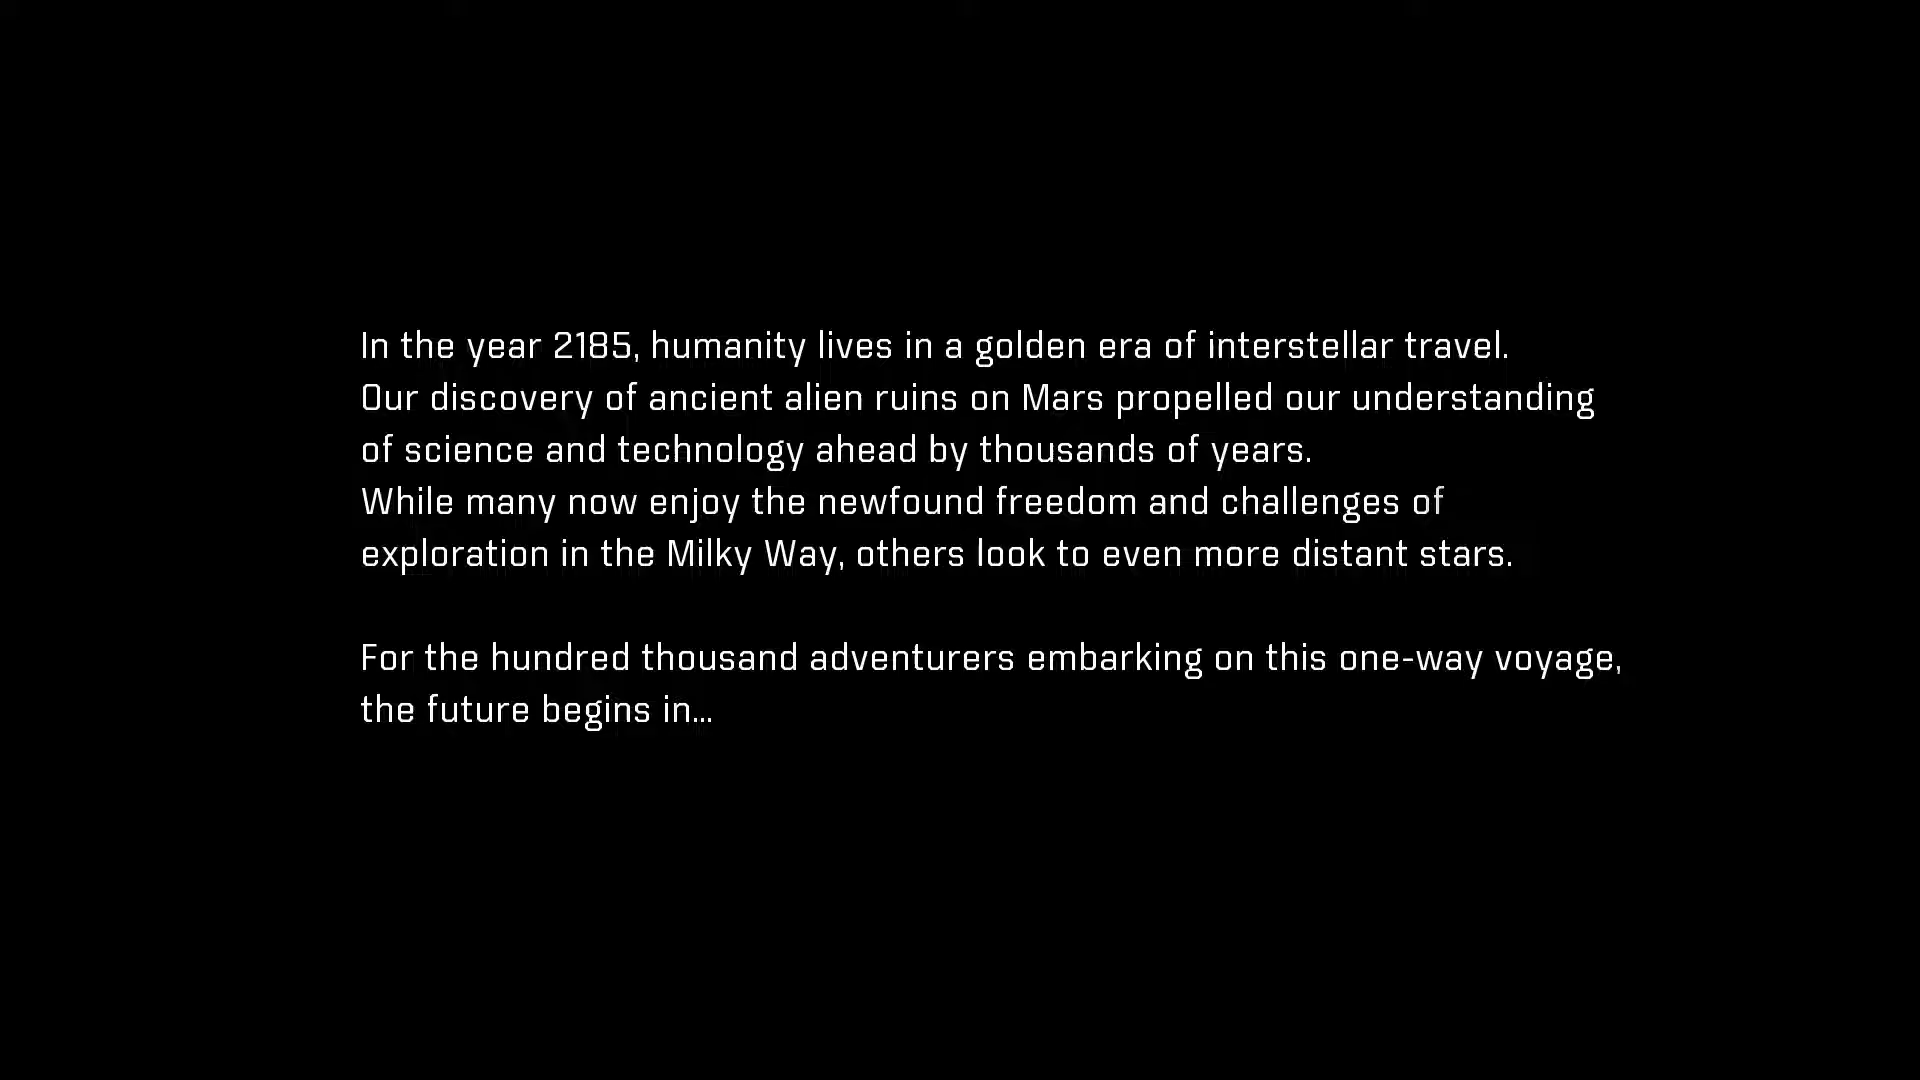 In the year 2185, humanity lives in a golden era of interstellar travel.
Our discovery of ancient alien ruins on Mars propelled our understanding
of science and technology ahead by thousands of years.
While many now enjoy the newfound freedom and challenges of
exploration in the Milky Way, others look to even more distant stars.
For the hundred thousand adventurers embarking on this one-way voyage,
the future begins in...